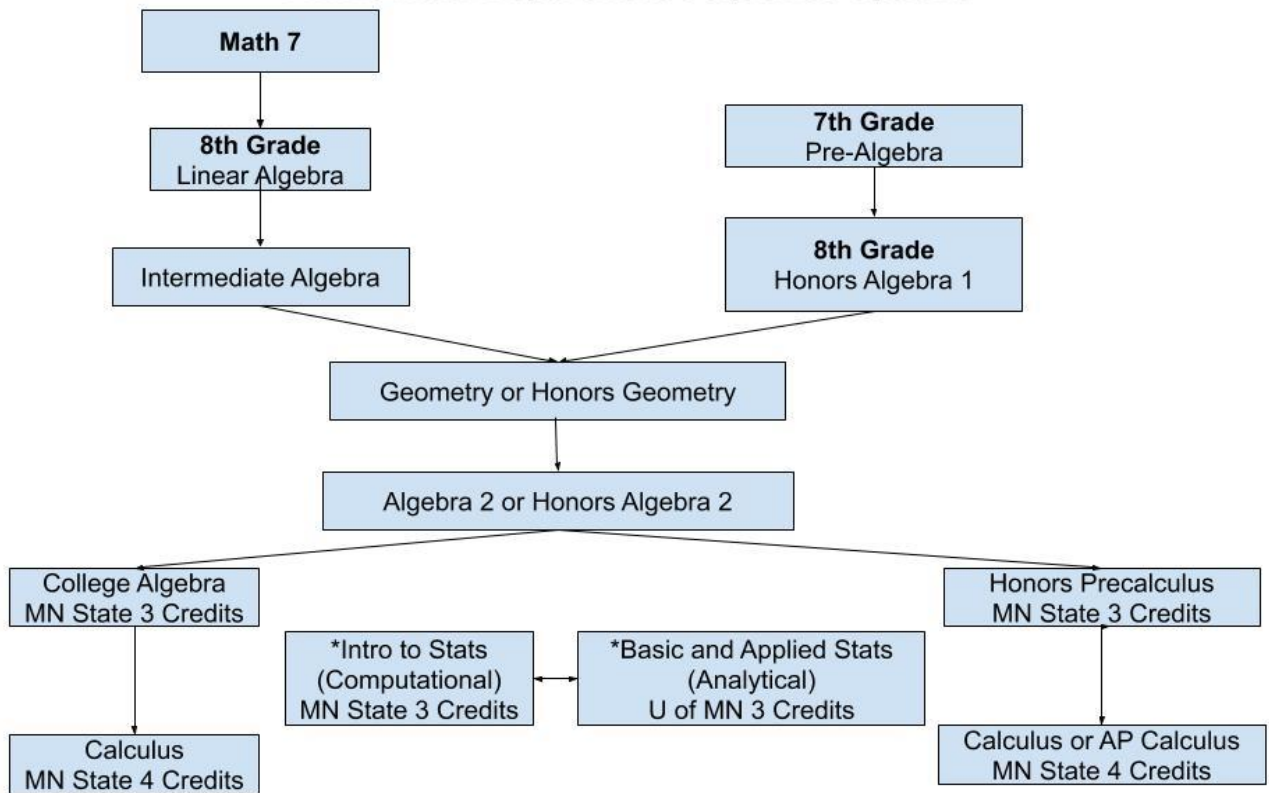 Math 7
8th Grade
Linear Algebra
7th Grade
Pre-Algebra
Intermediate Algebra
8th Grade
Honors Algebra 1
Geometry or Honors Geometry
Algebra 2 or Honors Algebra 2
College Algebra
MN State 3 Credits
Honors Precalculus
MN State 3 Credits
*Intro to Stats
(Computational)
MN State 3 Credits
*Basic and Applied Stats
(Analytical)
U of MN 3 Credits
Calculus
MN State 4 Credits
Calculus or AP Calculus
MN State 4 Credits